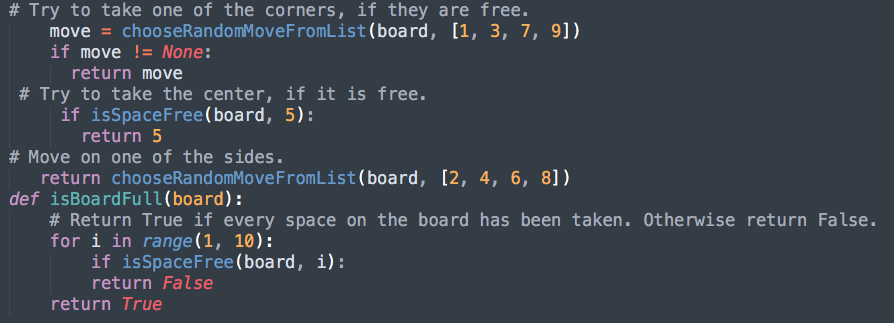 # Try to take one of the corners, if they are free.
    move = chooseRandomMoveFromList(board, [1, 3, 7, 9])
    if move != None:
      return move
 # Try to take the center, if it is free.
     if isSpaceFree(board, 5):
       return 5
# Move on one of the sides.
   return chooseRandomMoveFromList(board, [2, 4, 6, 8])
def isBoardFull(board):
    # Return True if every space on the board has been taken. Otherwise return False.
    for i in range(1, 10):
        if isSpaceFree(board, i):
        return False
    return True